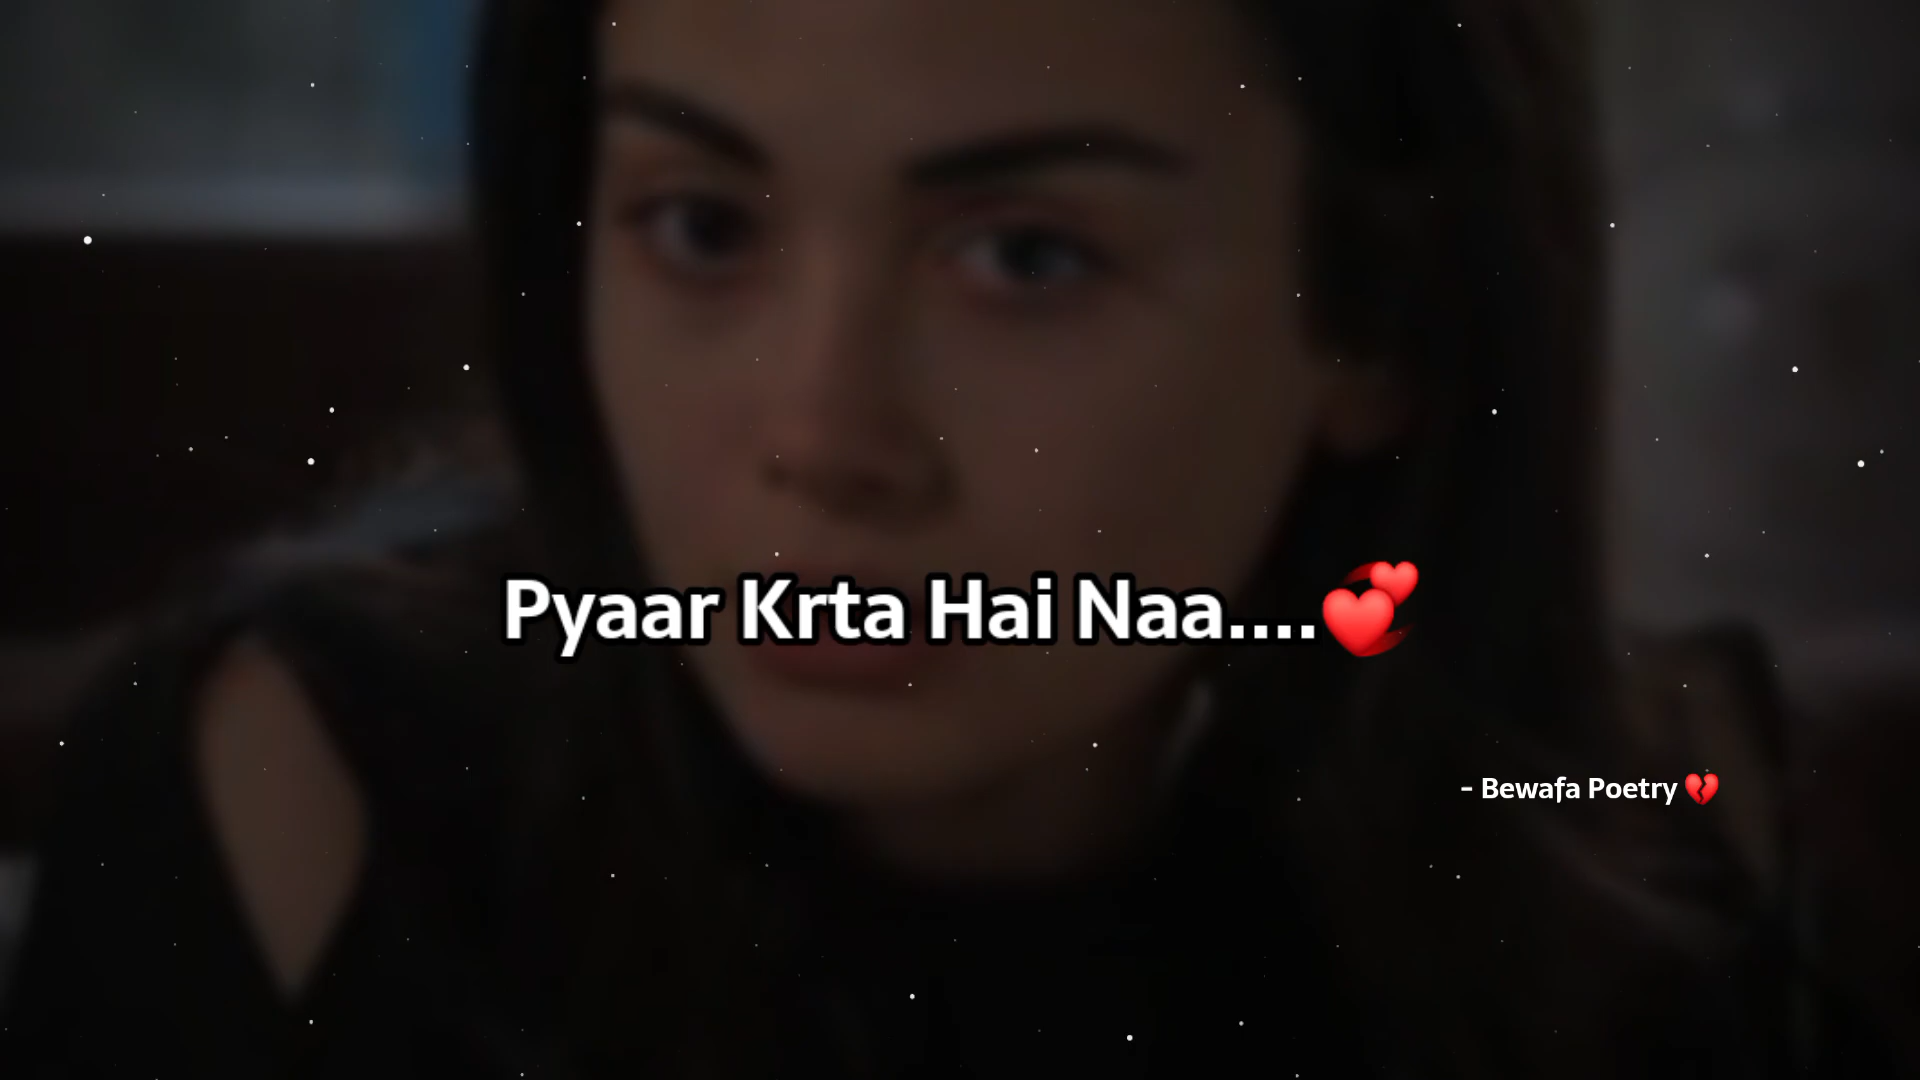 Pyaar Krta Hai Naa....💞
- Bewafa Poetry 💔